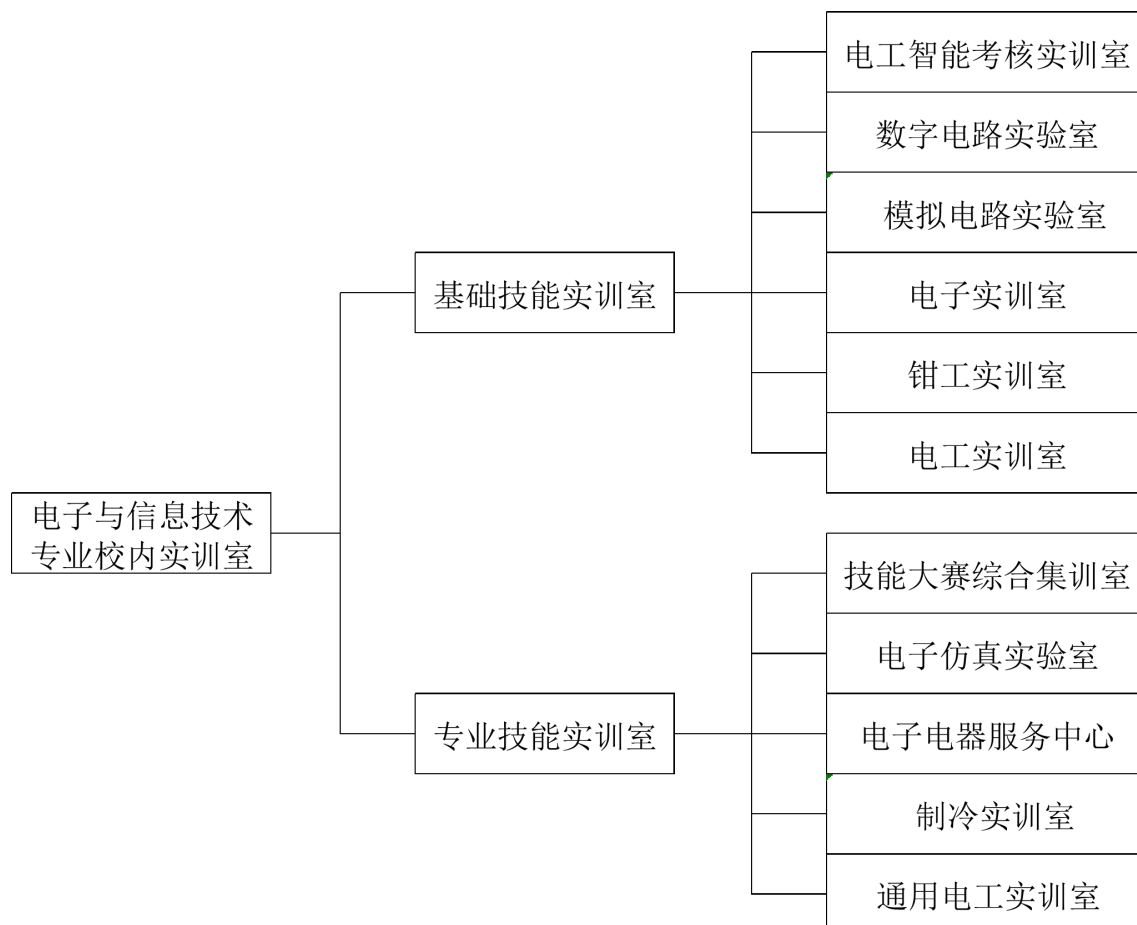 电工智能考核实训室
数字电路实验室
模拟电路实验室
基础技能实训室
电子实训室
钳工实训室
电工实训室
电子与信息技术
专业校内实训室
技能大赛综合集训室
电子仿真实验室
专业技能实训室
电子电器服务中心
制冷实训室
通用电工实训室